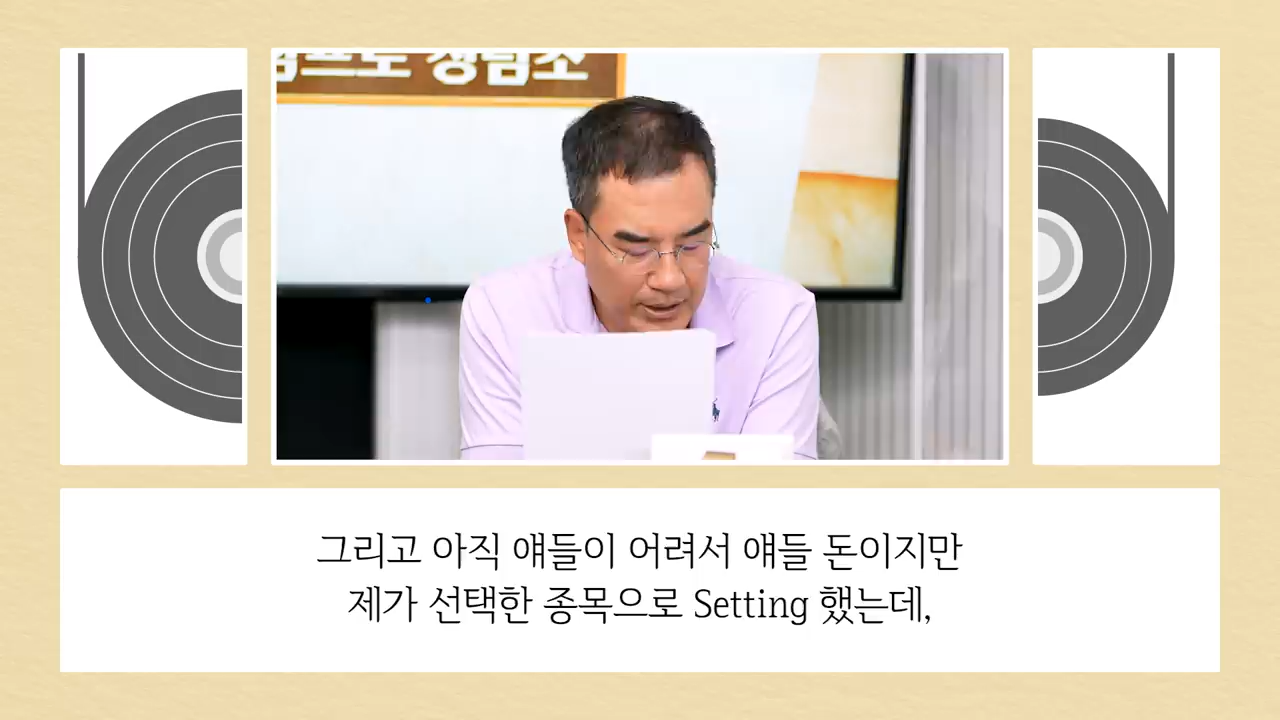 그리고 아직 얘들이 어려서 얘들 돈이지만
제가 선택한 종목으로 Setting 했는데,